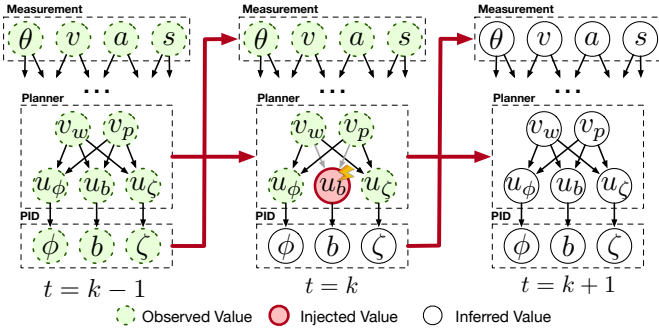 Measurement Measurement Measurement
θ v a s θ v a s θ v a s
... ... ...
Planner Planner Planner
v_w v_p v_w v_p v_w v_p
u_ϕ u_b u_ζ u_ϕ u_b u_ζ u_ϕ u_b u_ζ
PID PID PID
ϕ b ζ ϕ b ζ ϕ b ζ
t = k − 1 t = k t = k + 1
Observed Value Injected Value Inferred Value